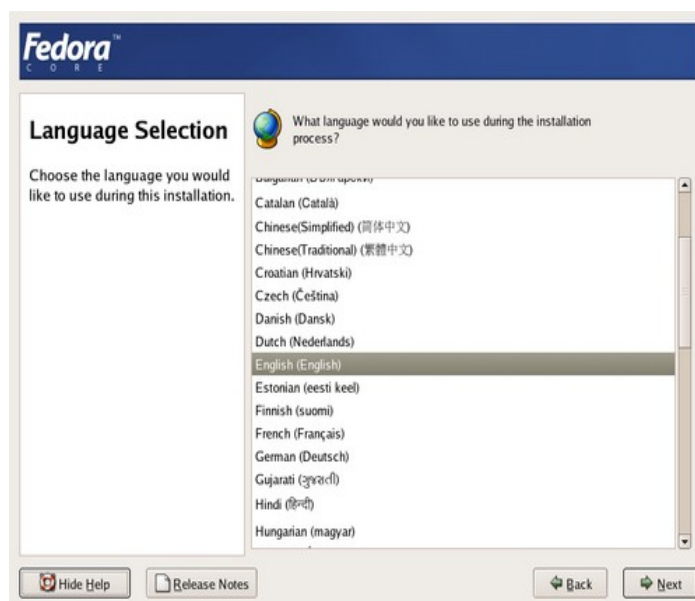 Fedora™
CORE
Language Selection
Choose the language you would
like to use during this installation.
What language would you like to use during the installation
process?
Catalan (Català)
Chinese(Simplified) (简体中文)
Chinese(Traditional) (繁體中文)
Croatian (Hrvatski)
Czech (Čeština)
Danish (Dansk)
Dutch (Nederlands)
English (English)
Estonian (eesti keel)
Finnish (suomi)
French (Français)
German (Deutsch)
Gujarati (ગુજરાતી)
Hindi (हिन्दी)
Hungarian (magyar)
Hide Help
Release Notes
Back
Next